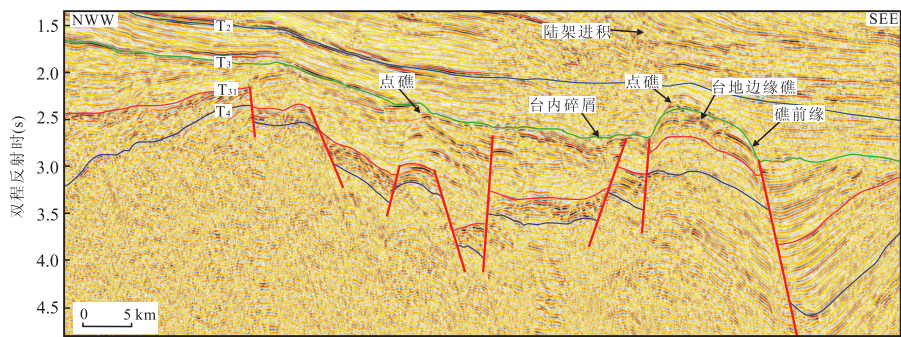 NWW
SEE
1.5
2.0
2.5
3.0
3.5
4.0
4.5
双程反射时(s)
T2
T3
T31
T4
陆架进积
点礁
点礁
台地边缘礁
台内碎屑
礁前缘
0 5 km